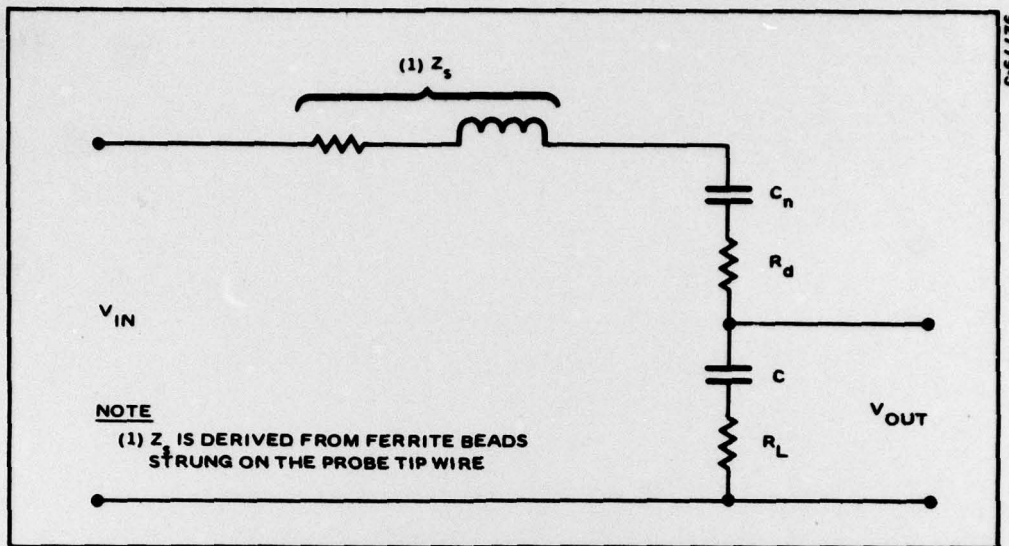 (1) Zs
Cn
Rd
VIN
C
VOUT
NOTE
(1) Zs IS DERIVED FROM FERRITE BEADS
STRUNG ON THE PROBE TIP WIRE
RL